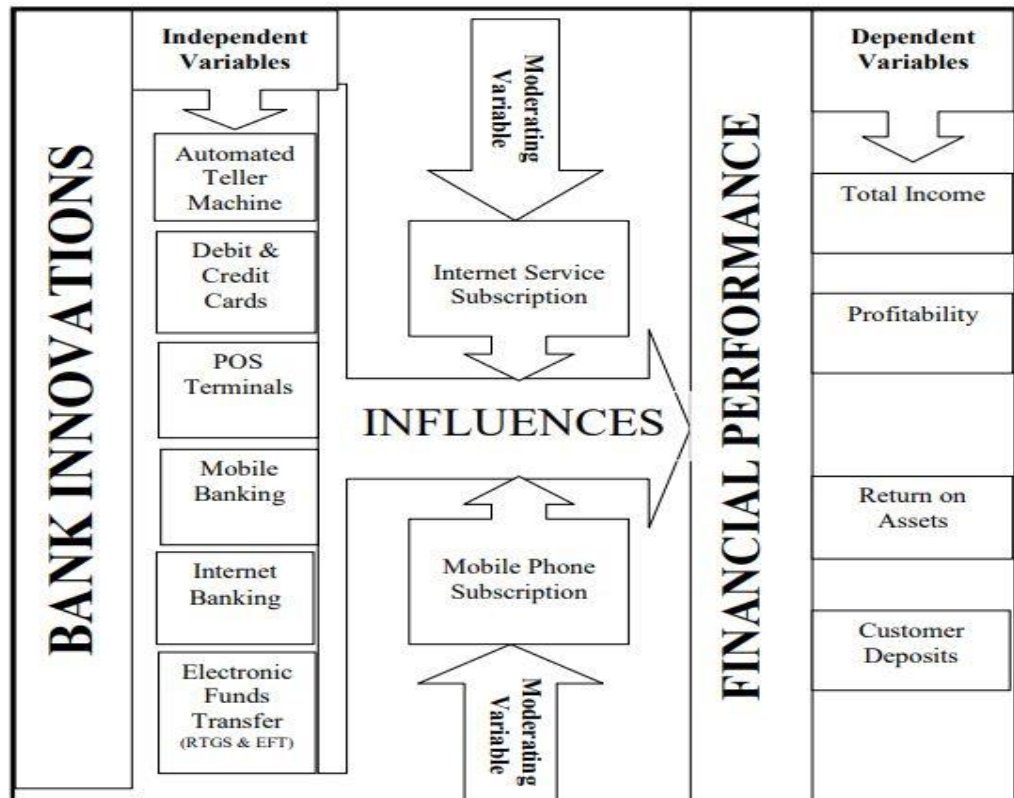 BANK INNOVATIONS
Independent
Variables
Automated
Teller
Machine
Debit &
Credit
Cards
POS
Terminals
Mobile
Banking
Internet
Banking
Electronic
Funds
Transfer
(RTGS & EFT)
Moderating
Variable
Internet Service
Subscription
INFLUENCES
Mobile Phone
Subscription
Moderating
Variable
FINANCIAL PERFORMANCE
Dependent
Variables
Total Income
Profitability
Return on
Assets
Customer
Deposits